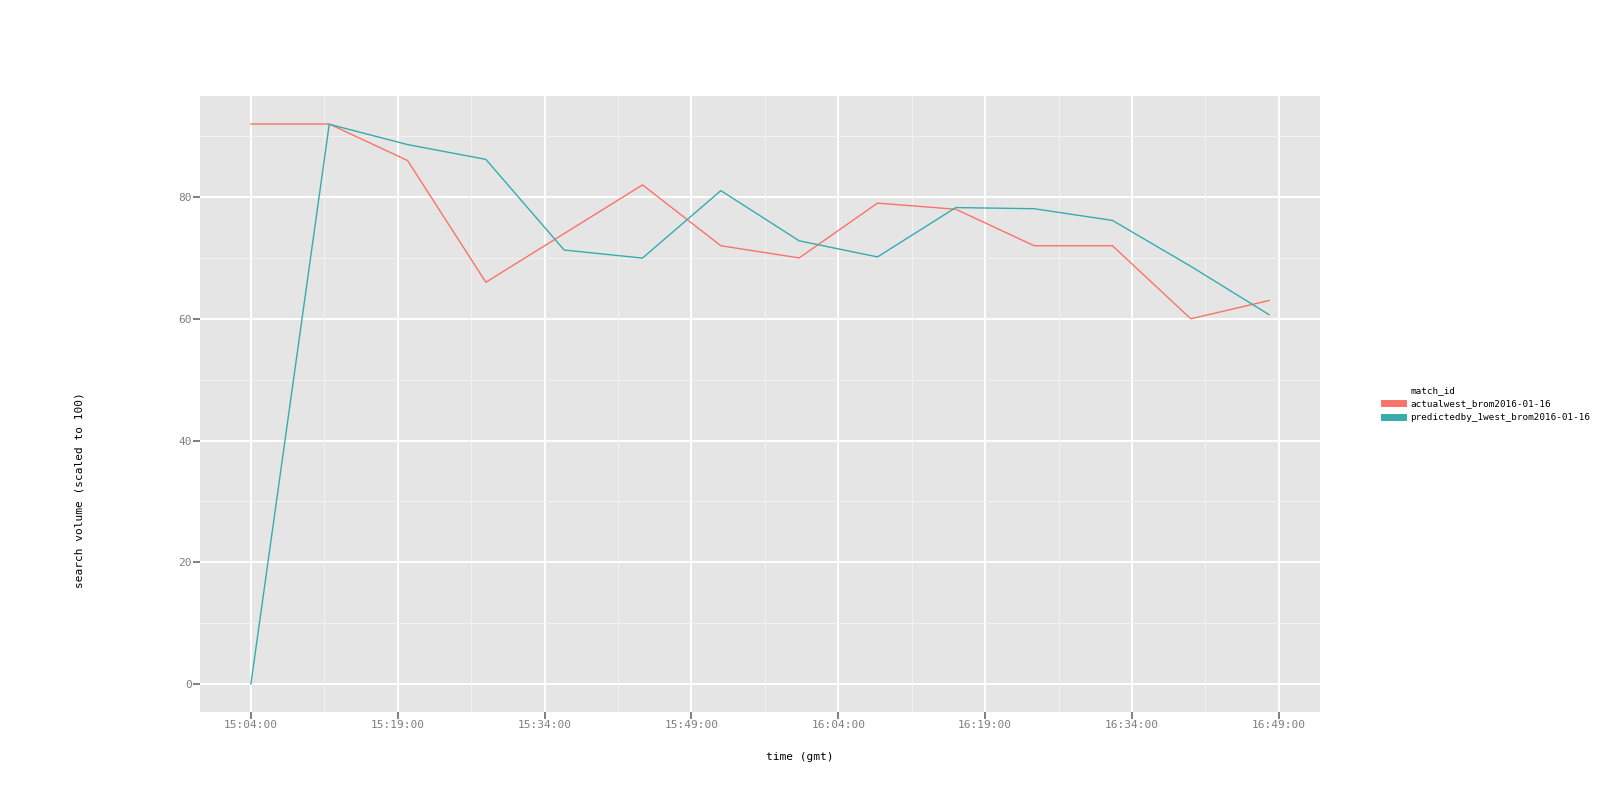 search volume (scaled to 100)
80
60
40
20
0
15:04:00 15:19:00 15:34:00 15:49:00 16:04:00 16:19:00 16:34:00 16:49:00
time (gmt)
match_id
actualwest_brom2016-01-16
predictedby_1west_brom2016-01-16